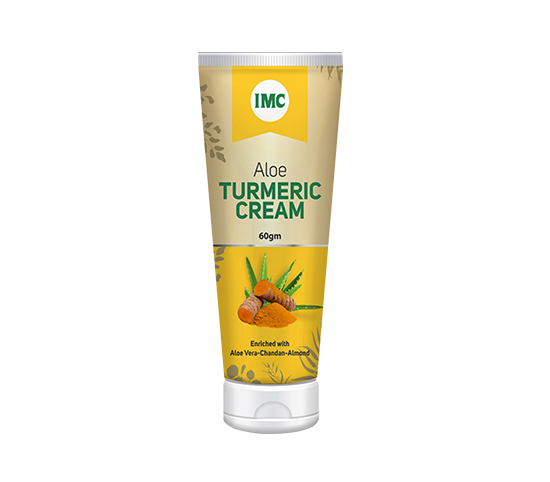 IMC
Aloe
TURMERIC
CREAM
60gm
Enriched with
Aloe Vera-Chandan-Almond